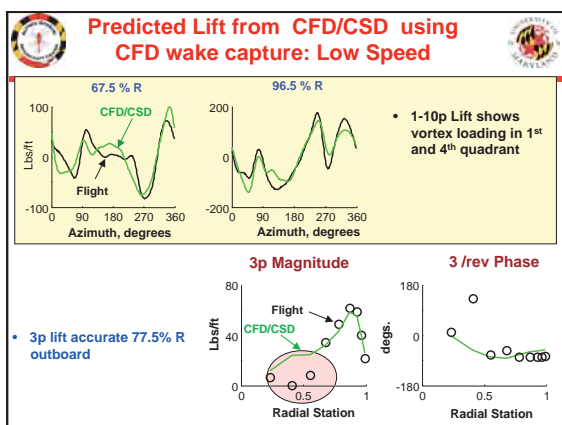 Predicted Lift from CFD/CSD using
CFD wake capture: Low Speed
67.5 % R
96.5 % R
100
0
-100
Lbs/ft
CFD/CSD
Flight
0 90 180 270 360
Azimuth, degrees
200
0
-200
0 90 180 270 360
Azimuth, degrees
• 1-10p Lift shows
vortex loading in 1st
and 4th quadrant
• 3p lift accurate 77.5% R
outboard
3p Magnitude
80
40
0
Lbs/ft
Flight
CFD/CSD
0 0.5 1
Radial Station
3 /rev Phase
180
0
-180
degs.
0 0.5 1
Radial Station